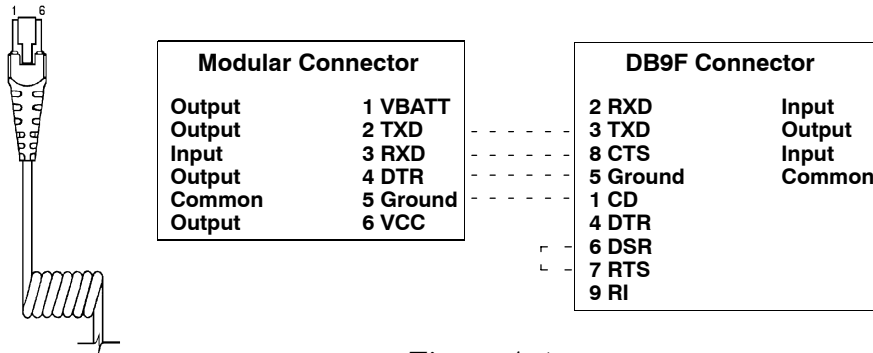 1 6
Modular Connector
Output 1 VBATT
Output 2 TXD
Input 3 RXD
Output 4 DTR
Common 5 Ground
Output 6 VCC
DB9F Connector
2 RXD Input
3 TXD Output
8 CTS Input
5 Ground Common
1 CD
4 DTR
6 DSR
7 RTS
9 RI